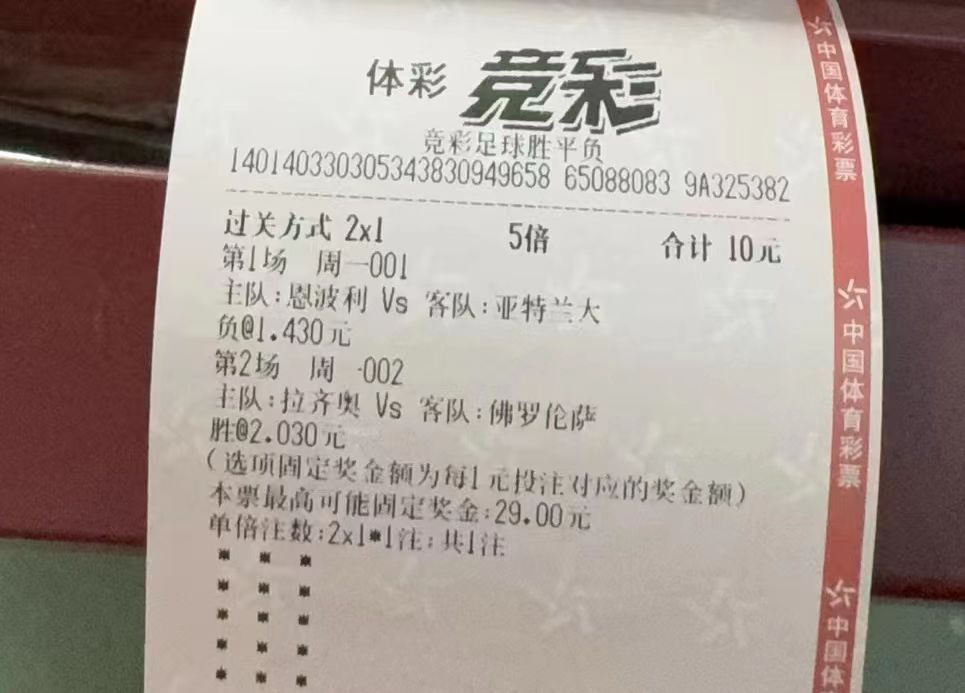 体彩 竞彩
竞彩足球胜平负
140140330305343830949658 65088083 9A325382
过关方式 2x1 5倍 合计 10元
第1场 周一001
主队:恩波利 Vs 客队:亚特兰大
负@1.430元
第2场 周 -002
主队:拉齐奥 Vs 客队:佛罗伦萨
胜@2.030元
(选项固定奖金额为每1元投注对应的奖金额)
本票最高可能固定奖金:29.00元
单倍注数:2x1*1注;共1注
* * *
* * *
* * *
* * *
* * *
中国体育彩票
中国体育彩票
中国体